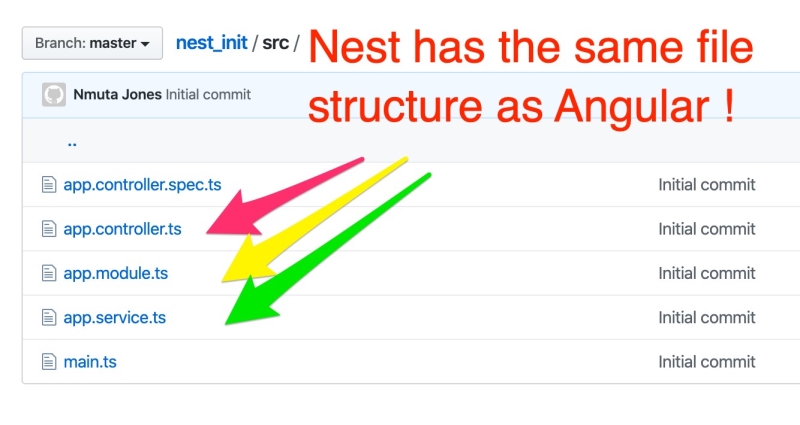 Branch: master
nest_init / src /
Nest has the same file
structure as Angular !
Nmuta Jones Initial commit
..
app.controller.spec.ts Initial commit
app.controller.ts Initial commit
app.module.ts Initial commit
app.service.ts Initial commit
main.ts Initial commit